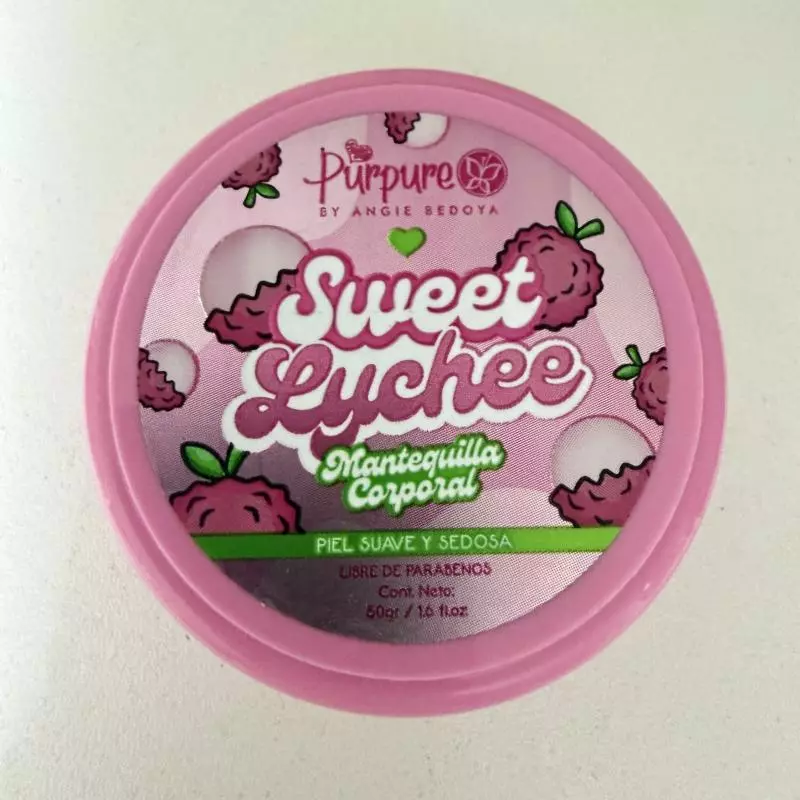 Purpure
BY ANGIE BEDOYA
Sweet
Lychee
Mantequilla
Corporal
PIEL SUAVE Y SEDOSA
LIBRE DE PARABENOS
Cont. Neto:
50gr / 1.6 fl.oz